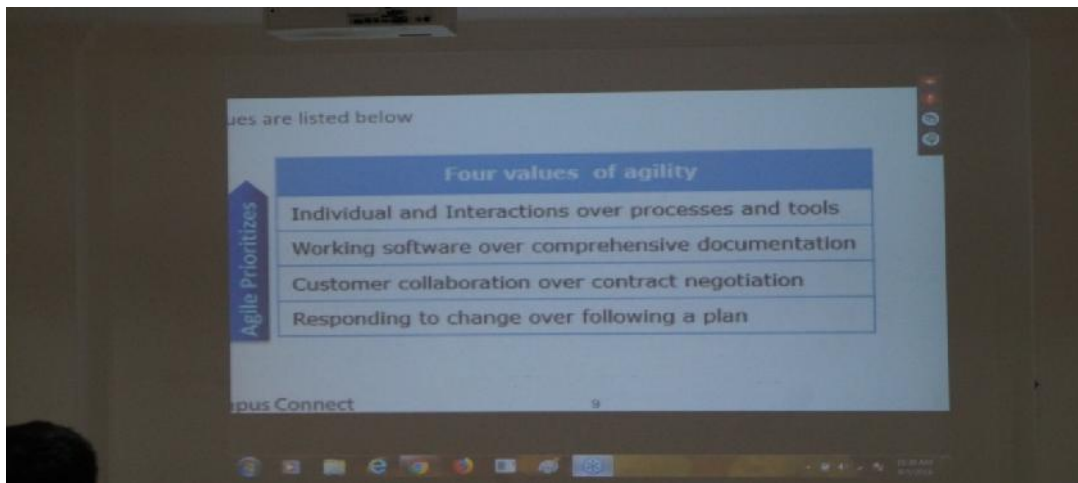 ues are listed below
Four values of agility
Agile Prioritizes
Individual and Interactions over processes and tools
Working software over comprehensive documentation
Customer collaboration over contract negotiation
Responding to change over following a plan
pus Connect
9